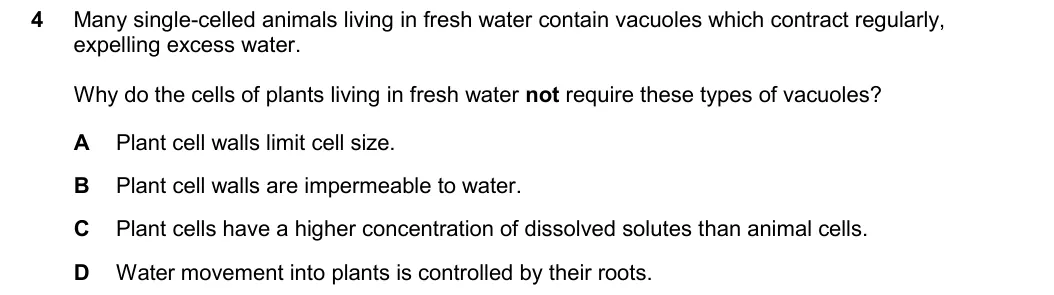 4 Many single-celled animals living in fresh water contain vacuoles which contract regularly,
expelling excess water.
Why do the cells of plants living in fresh water not require these types of vacuoles?
A Plant cell walls limit cell size.
B Plant cell walls are impermeable to water.
C Plant cells have a higher concentration of dissolved solutes than animal cells.
D Water movement into plants is controlled by their roots.